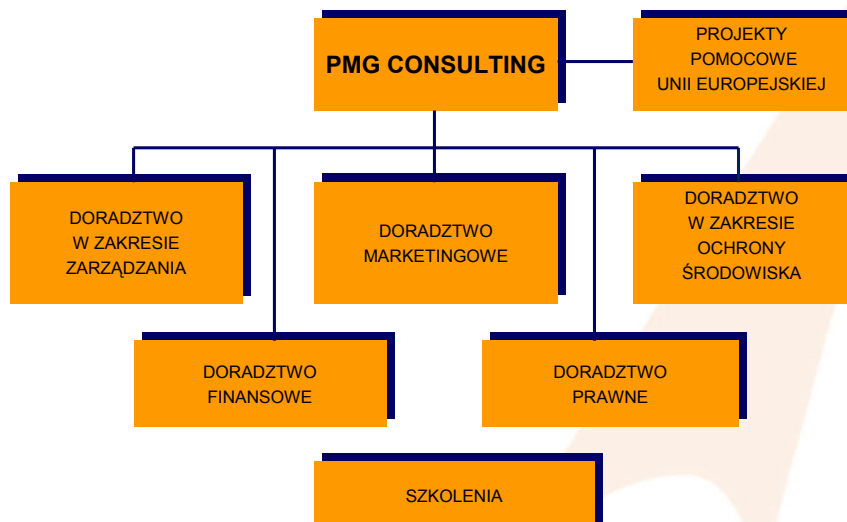 PMG CONSULTING
PROJEKTY
POMOCOWE
UNII EUROPEJSKIEJ
DORADZTWO
W ZAKRESIE
ZARZĄDZANIA
DORADZTWO
MARKETINGOWE
DORADZTWO
W ZAKRESIE
OCHRONY
ŚRODOWISKA
DORADZTWO
FINANSOWE
DORADZTWO
PRAWNE
SZKOLENIA